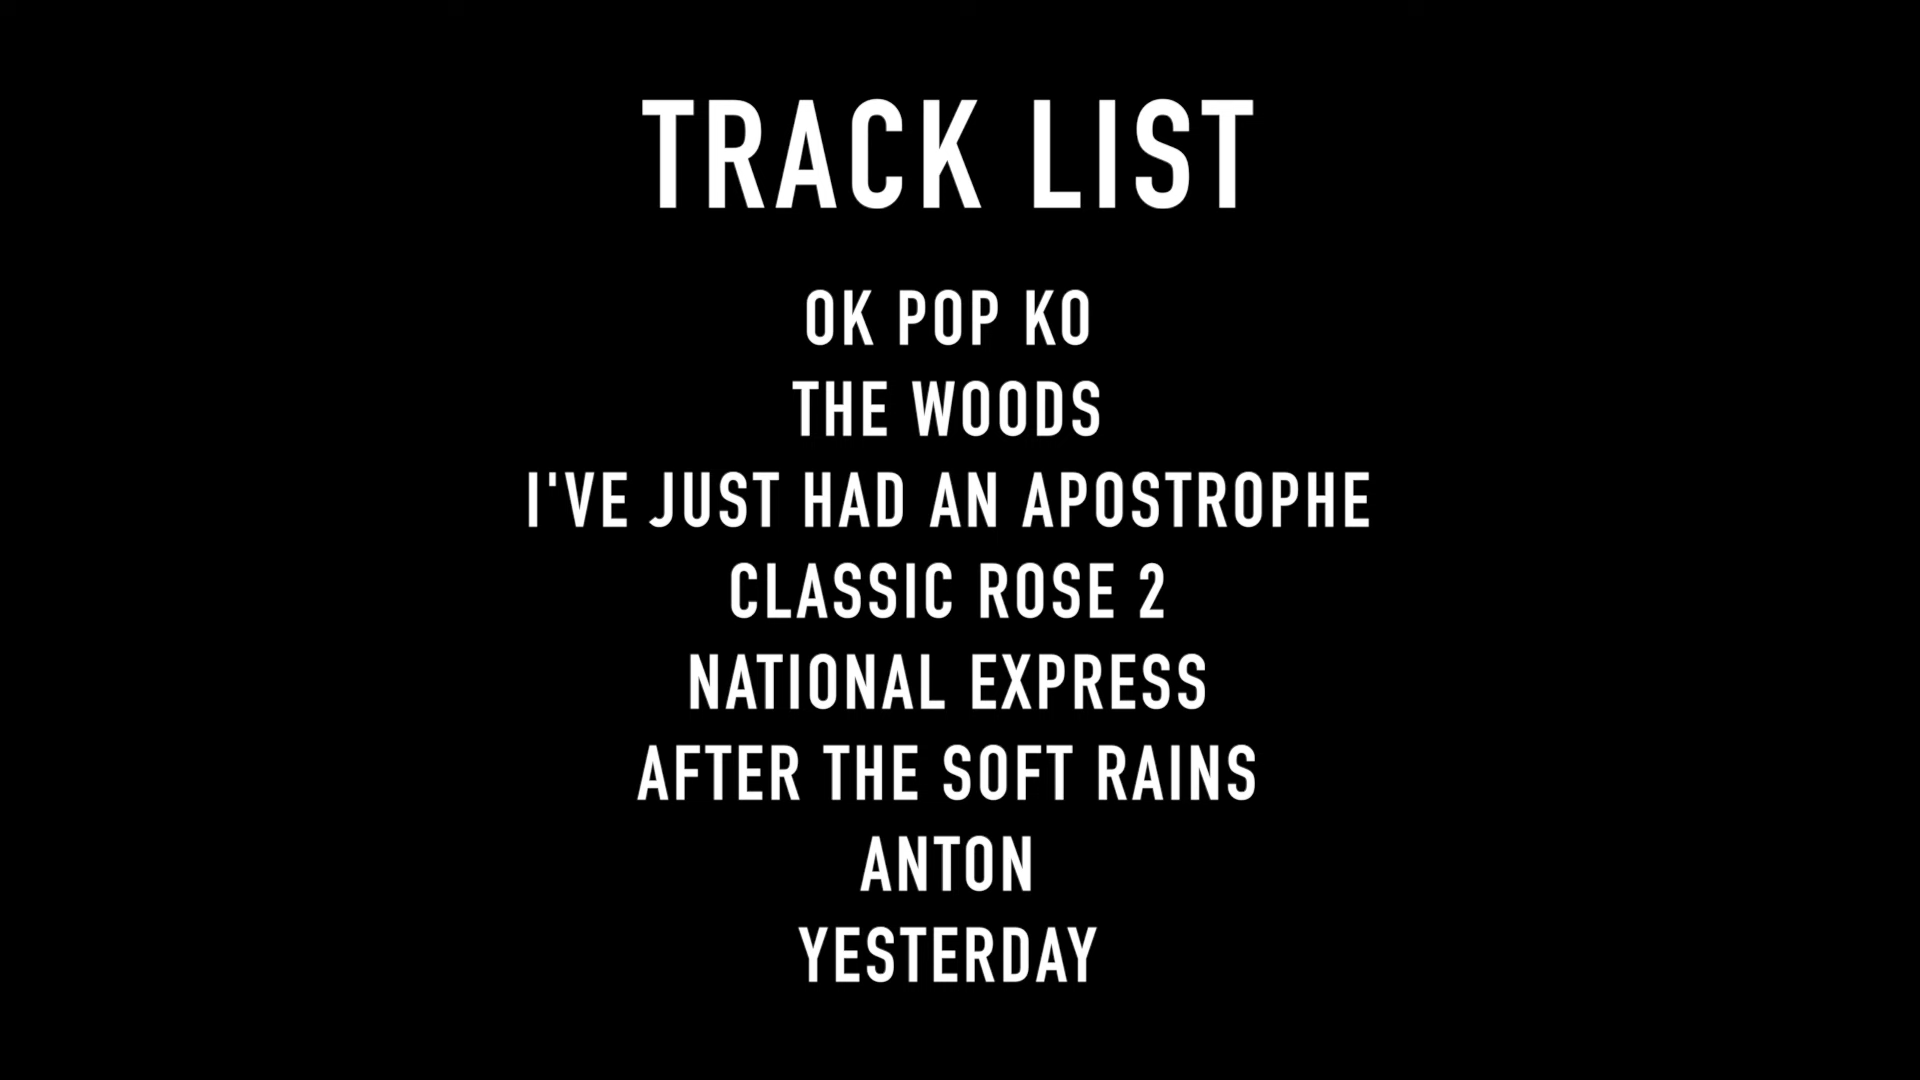 TRACK LIST
OK POP KO
THE WOODS
I'VE JUST HAD AN APOSTROPHE
CLASSIC ROSE 2
NATIONAL EXPRESS
AFTER THE SOFT RAINS
ANTON
YESTERDAY